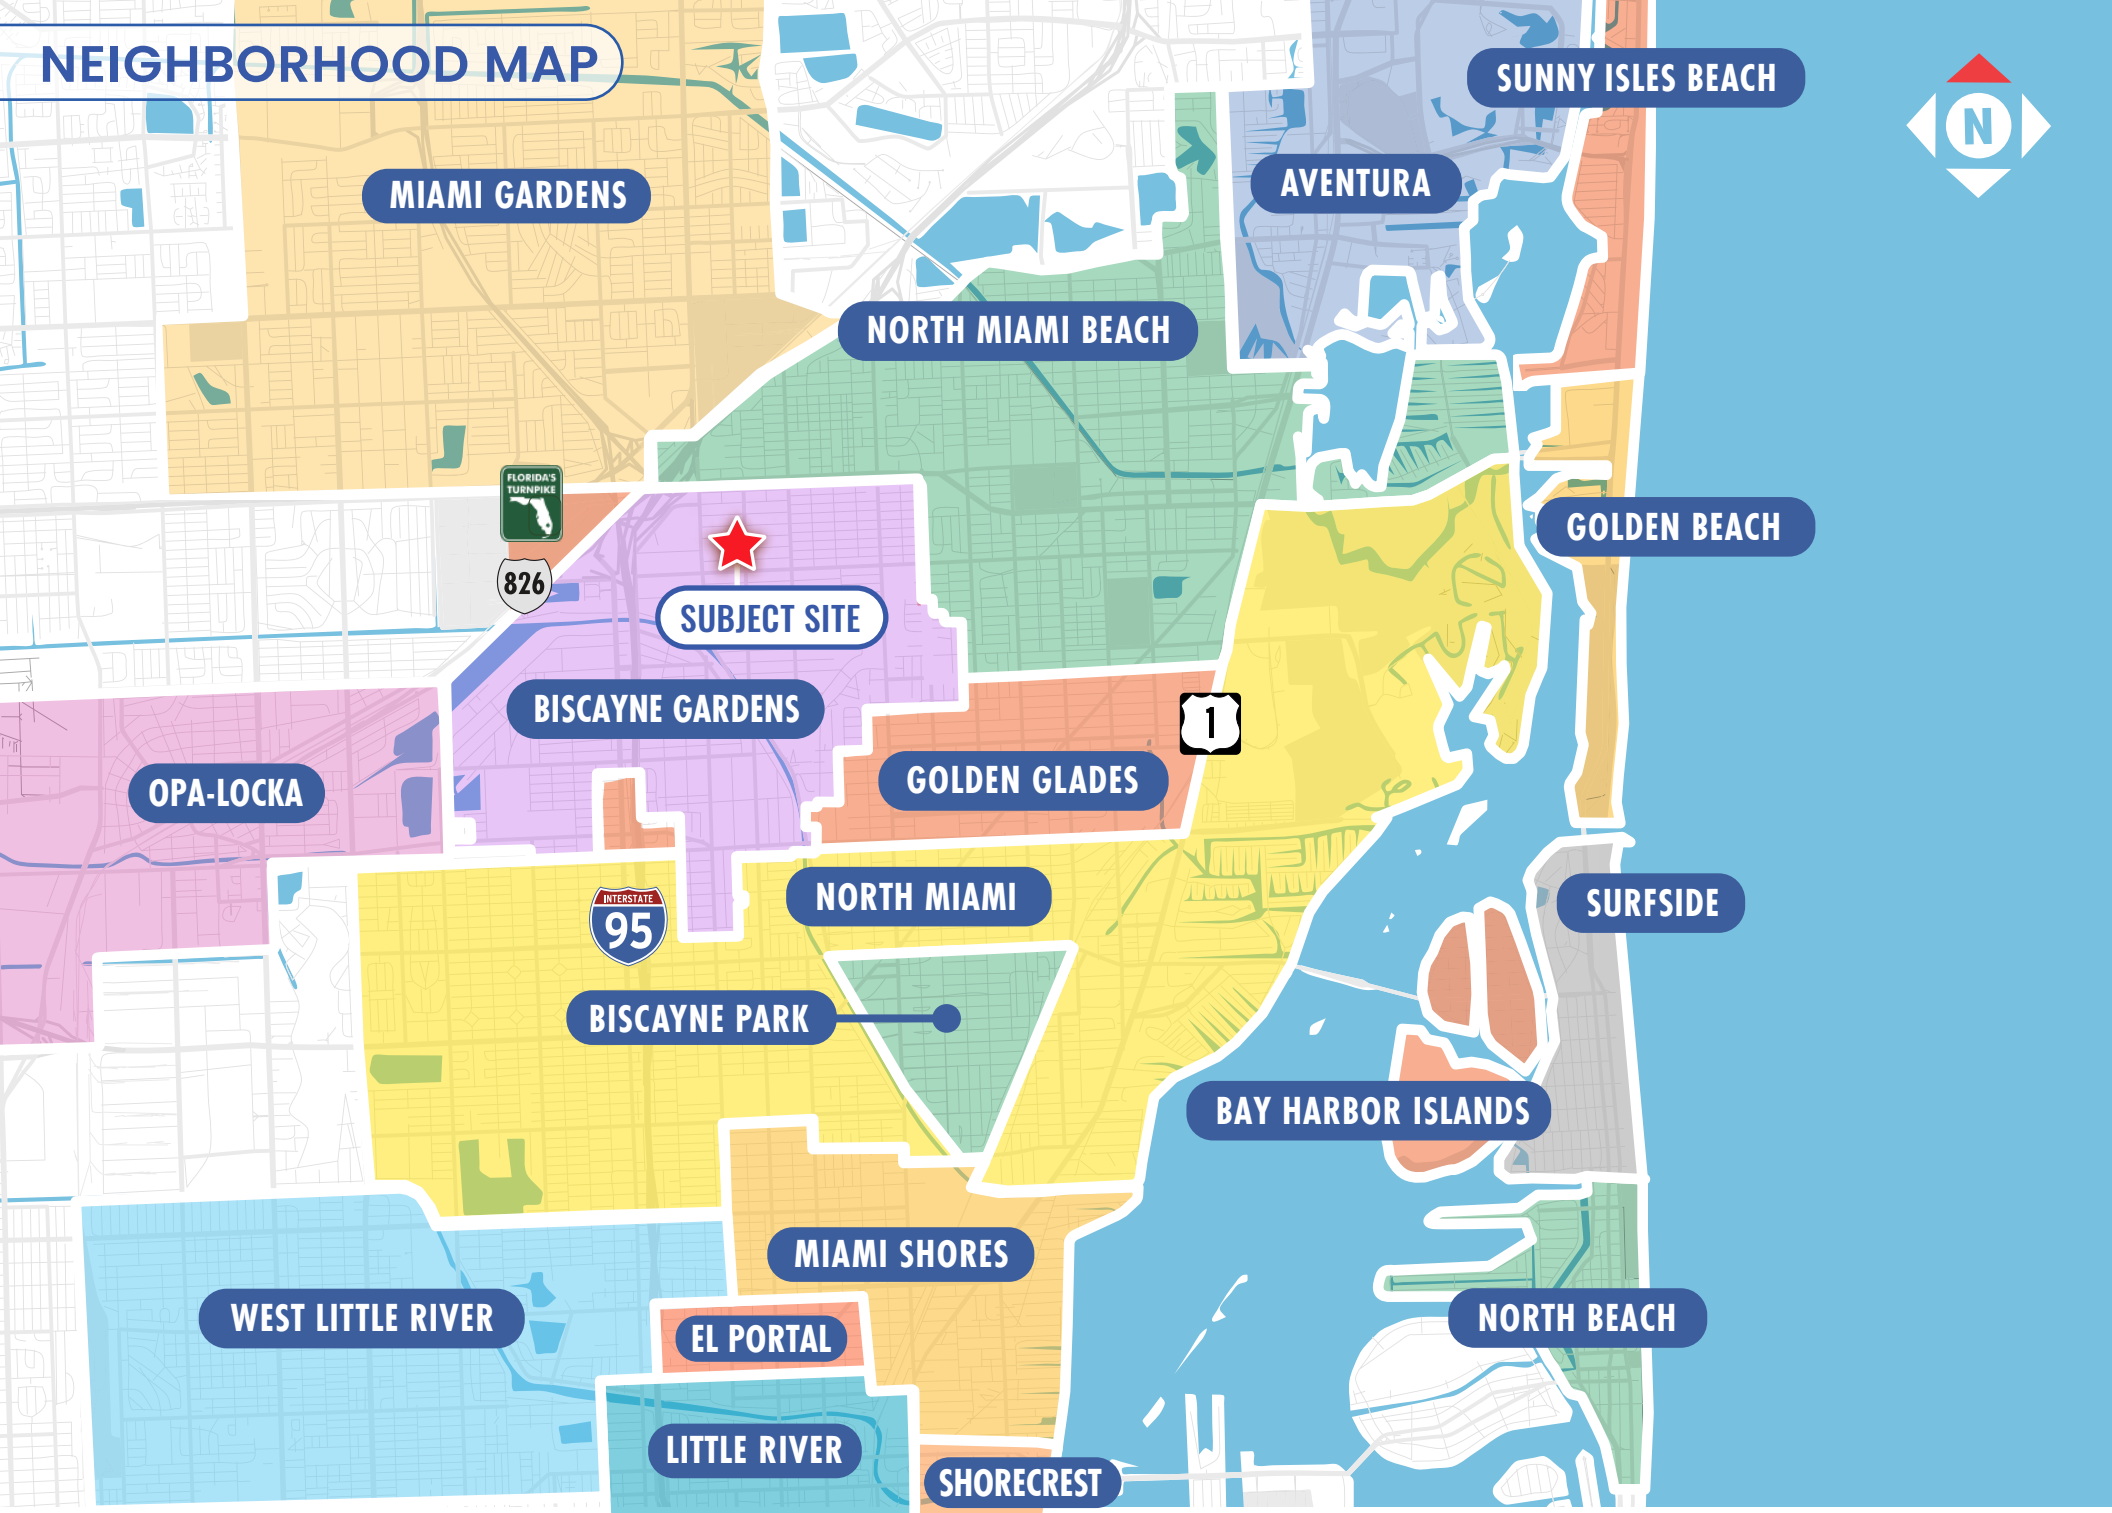 NEIGHBORHOOD MAP
SUNNY ISLES BEACH
N
MIAMI GARDENS
AVENTURA
NORTH MIAMI BEACH
FLORIDA'S
TURNPIKE
GOLDEN BEACH
826
SUBJECT SITE
BISCAYNE GARDENS
1
GOLDEN GLADES
OPA-LOCKA
NORTH MIAMI
SURFSIDE
INTERSTATE
95
BISCAYNE PARK
BAY HARBOR ISLANDS
MIAMI SHORES
WEST LITTLE RIVER
NORTH BEACH
EL PORTAL
LITTLE RIVER
SHORECREST